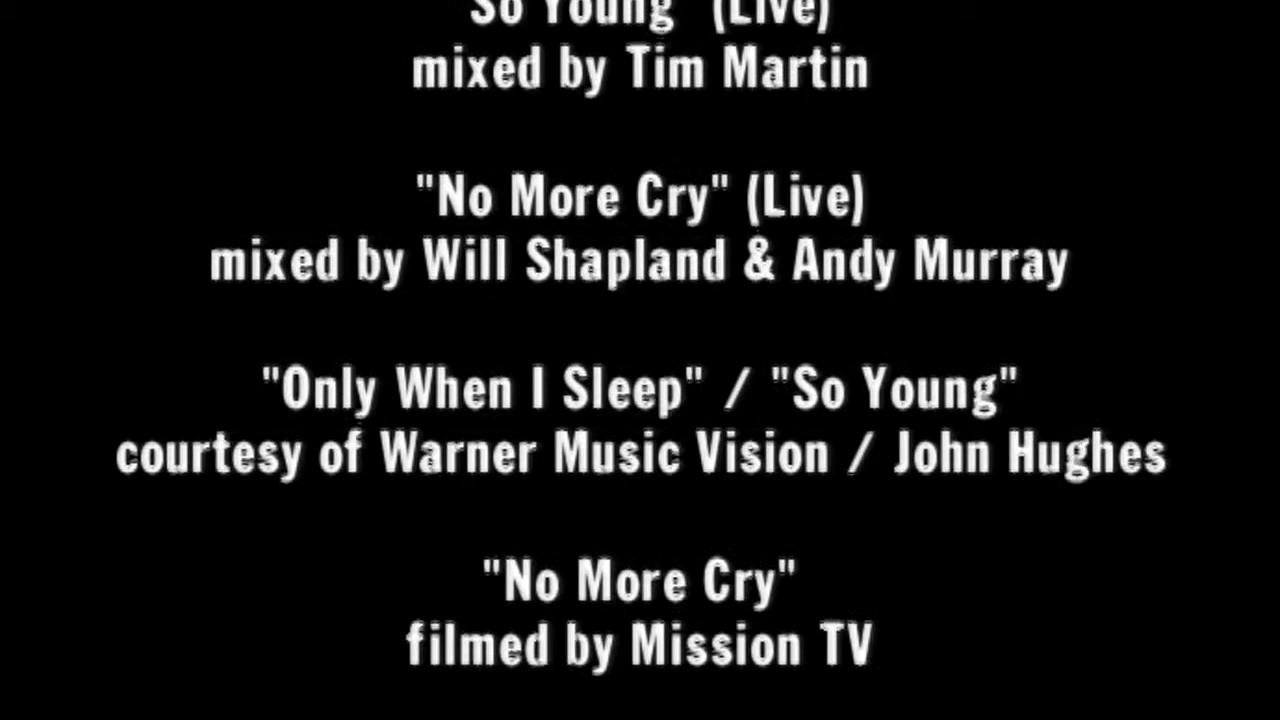 "So Young" (Live)
mixed by Tim Martin
"No More Cry" (Live)
mixed by Will Shapland & Andy Murray
"Only When I Sleep" / "So Young"
courtesy of Warner Music Vision / John Hughes
"No More Cry"
filmed by Mission TV